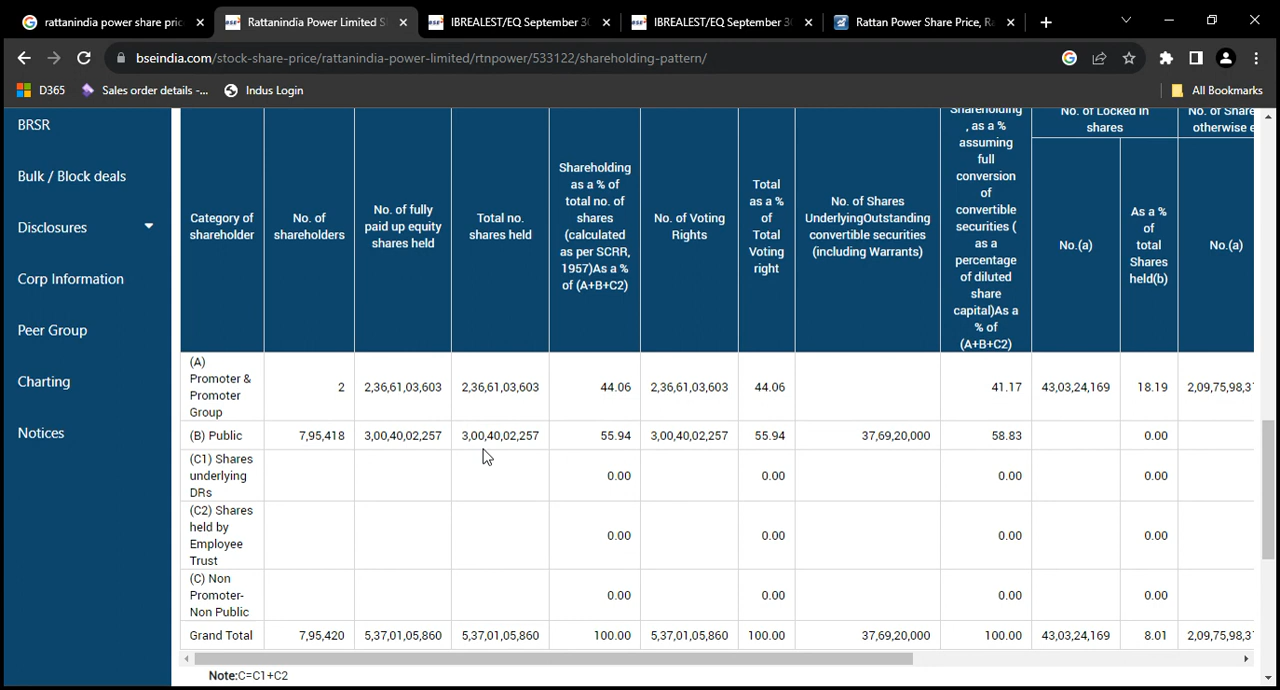 rattanindia power share pric
Rattanindia Power Limited S
IBREALEST/EQ September 30
IBREALEST/EQ September 30
Rattan Power Share Price, R
bseindia.com/stock-share-price/rattanindia-power-limited/rtnpower/533122/shareholding-pattern/
D365
Sales order details -...
Indus Login
All Bookmarks
BRSR
Bulk / Block deals
Disclosures
Corp Information
Peer Group
Charting
Notices
Category of
shareholder
No. of
shareholders
No. of fully
paid up equity
shares held
Total no.
shares held
Shareholding
as a % of
total no. of
shares
(calculated
as per SCRR,
1957)As a %
of (A+B+C2)
No. of Voting
Rights
Total
as a %
of
Total
Voting
right
No. of Shares
UnderlyingOutstanding
convertible securities
(including Warrants)
Shareholding
, as a %
assuming
full
conversion
of
convertible
securities (
as a
percentage
of diluted
share
capital)As a
% of
(A+B+C2)
No. of Locked in
shares
No.(a)
As a %
of
total
Shares
held(b)
No. of Share
otherwise e
No.(a)
(A)
Promoter &
Promoter
Group
2 2,36,61,03,603 2,36,61,03,603 44.06 2,36,61,03,603 44.06 41.17 43,03,24,169 18.19 2,09,75,98,3
(B) Public 7,95,418 3,00,40,02,257 3,00,40,02,257 55.94 3,00,40,02,257 55.94 37,69,20,000 58.83 0.00
(C1) Shares
underlying
DRs
0.00 0.00 0.00 0.00
(C2) Shares
held by
Employee
Trust
0.00 0.00 0.00 0.00
(C) Non
Promoter-
Non Public
0.00 0.00 0.00 0.00
Grand Total 7,95,420 5,37,01,05,860 5,37,01,05,860 100.00 5,37,01,05,860 100.00 37,69,20,000 100.00 43,03,24,169 8.01 2,09,75,98,3
Note:C=C1+C2